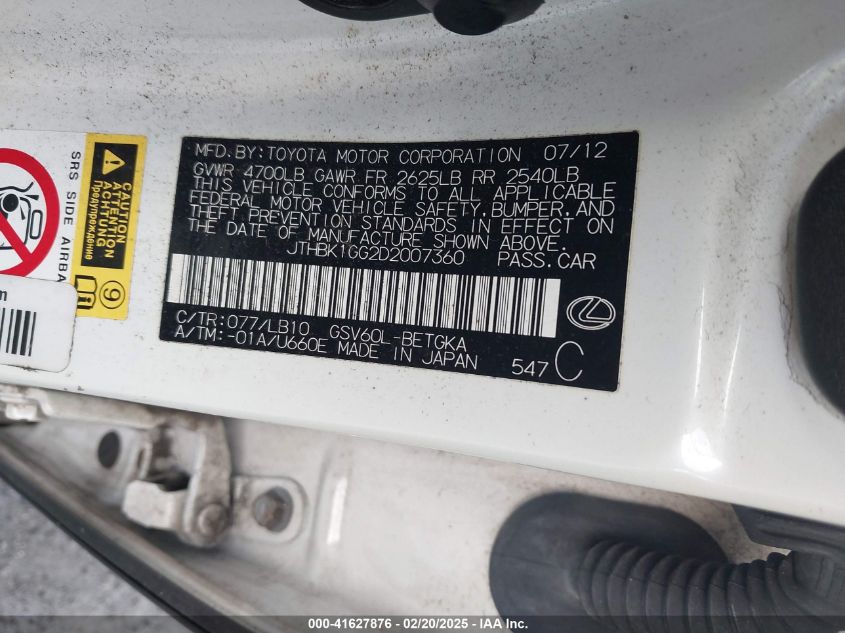 MFD.BY:TOYOTA MOTOR CORPORATION 07/12
GVWR 4700LB GAWR FR 2625LB RR 2540LB
THIS VEHICLE CONFORMS TO ALL APPLICABLE
FEDERAL MOTOR VEHICLE SAFETY,BUMPER,AND
THEFT PREVENTION STANDARDS IN EFFECT ON
THE DATE OF MANUFACTURE SHOWN ABOVE.
JTHBK1GG2D2007360 PASS.CAR
C/TR:077/LB10 GSV60L-BETGKA
A/TM:-01A/U660E MADE IN JAPAN
547 C
SRS SIDE AIRBA
CAUTION
ATTENTION
ACHTUNG
Предупреждение
9
m
000-41627876 - 02/20/2025 - IAAI Inc.